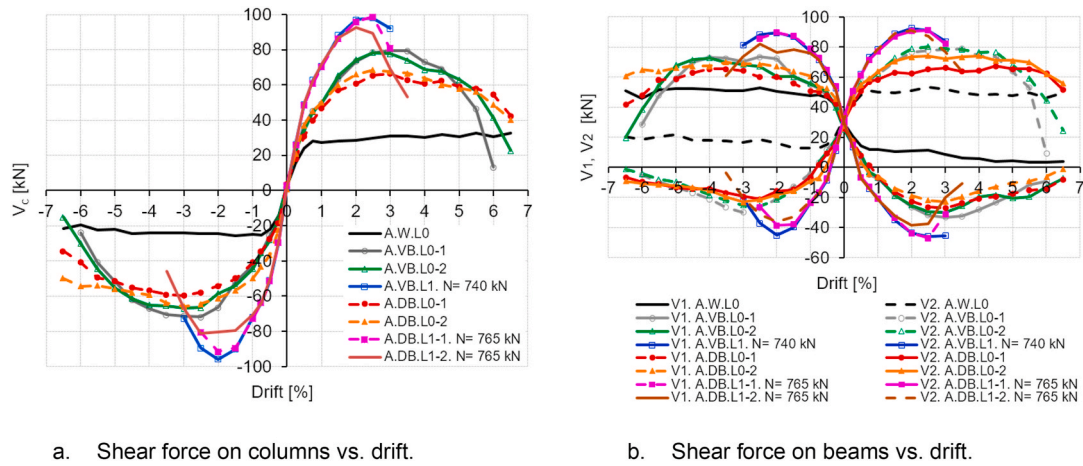 a.
b.
100
80
60
40
20
0
-20
-40
-60
-80
-100
-7 -6 -5 -4 -3 -2 -1 0 1 2 3 4 5 6 7
Vc [kN]
Drift [%]
A.W.L0
A.VB.L0-1
A.VB.L0-2
A.VB.L1. N= 740 kN
A.DB.L0-1
A.DB.L0-2
A.DB.L1-1. N= 765 kN
A.DB.L1-2. N= 765 kN
100
80
60
40
20
0
-20
-40
-60
-80
-7 -6 -5 -4 -3 -2 -1 0 1 2 3 4 5 6 7
V1, V2 [kN]
Drift [%]
V1. A.W.L0
V1. A.VB.L0-1
V1. A.VB.L0-2
V1. A.VB.L1. N= 740 kN
V1. A.DB.L0-1
V1. A.DB.L0-2
V1. A.DB.L1-1. N= 765 kN
V1. A.DB.L1-2. N= 765 kN
V2. A.W.L0
V2. A.VB.L0-1
V2. A.VB.L0-2
V2. A.VB.L1. N= 740 kN
V2. A.DB.L0-1
V2. A.DB.L0-2
V2. A.DB.L1-1. N= 765 kN
V2. A.DB.L1-2. N= 765 kN
a. Shear force on columns vs. drift.
b. Shear force on beams vs. drift.